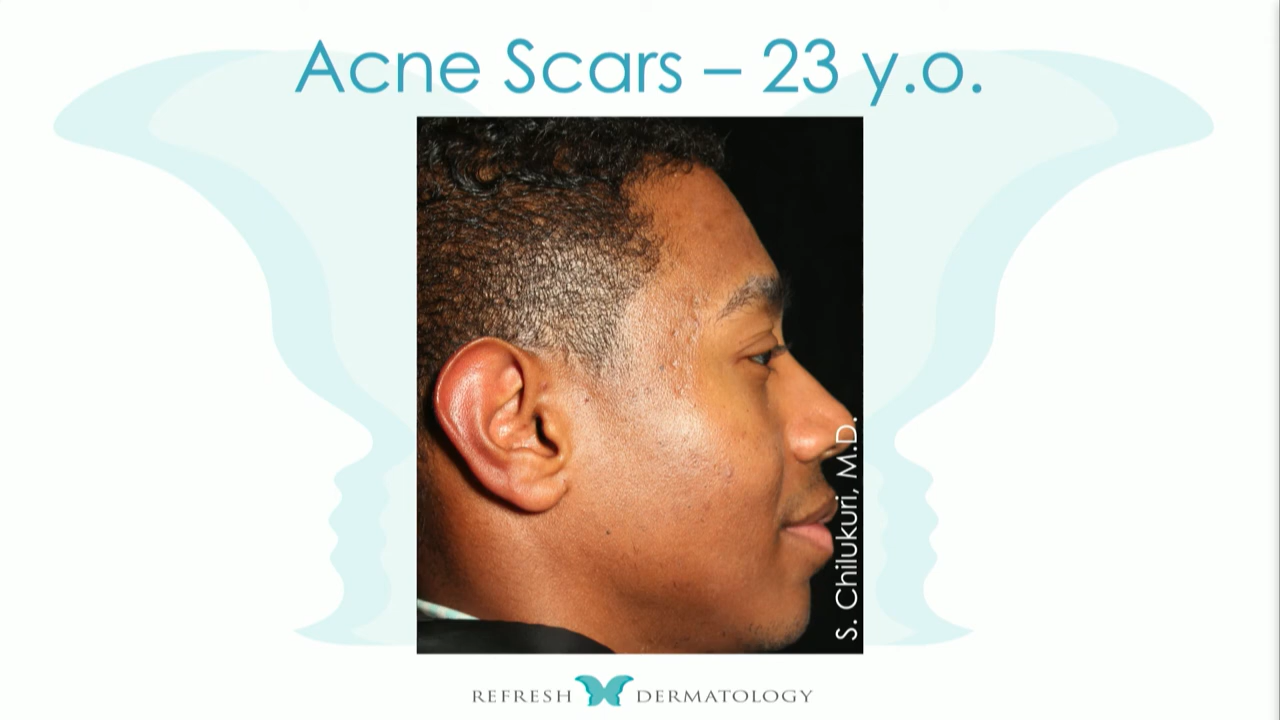 Acne Scars – 23 y.o.
S. Chilukuri, M.D.
REFRESH DERMATOLOGY